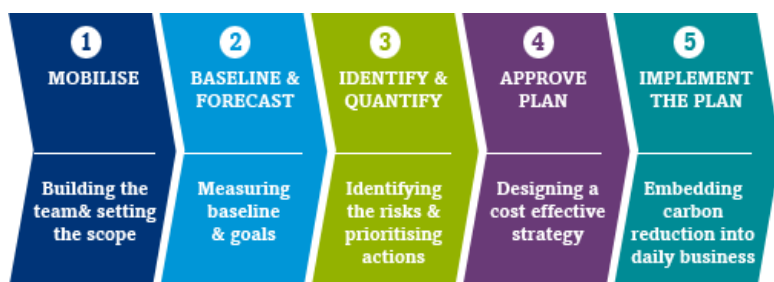 1
MOBILISE
Building the
team& setting
the scope
2
BASELINE &
FORECAST
Measuring
baseline
& goals
3
IDENTIFY &
QUANTIFY
Identifying
the risks &
prioritising
actions
4
APPROVE
PLAN
Designing a
cost effective
strategy
5
IMPLEMENT
THE PLAN
Embedding
carbon
reduction into
daily business